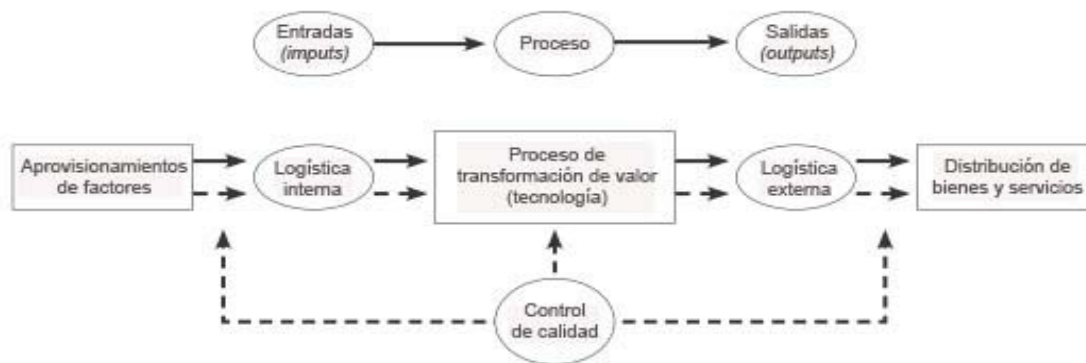 Entradas
(imputs)
Proceso
Salidas
(outputs)
Aprovisionamientos
de factores
Logística
interna
Proceso de
transformación de valor
(tecnología)
Logística
externa
Distribución de
bienes y servicios
Control
de calidad